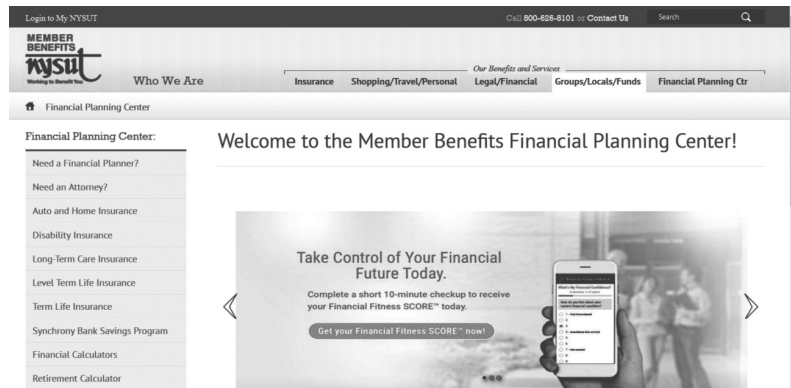 Login to My NYSUT
Call 800-626-8101 or Contact Us
Search
MEMBER
BENEFITS
nysut
Working to Benefit You
Who We Are
Our Benefits and Services
Insurance Shopping/Travel/Personal Legal/Financial Groups/Locals/Funds Financial Planning Ctr
Financial Planning Center
Financial Planning Center:
Need a Financial Planner?
Need an Attorney?
Auto and Home Insurance
Disability Insurance
Long-Term Care Insurance
Level Term Life Insurance
Term Life Insurance
Synchrony Bank Savings Program
Financial Calculators
Retirement Calculator
Welcome to the Member Benefits Financial Planning Center!
Take Control of Your Financial
Future Today.
Complete a short 10-minute checkup to receive
your Financial Fitness SCORE™ today.
Get your Financial Fitness SCORE™ now!
What's My Financial Confidence?
How do you feel about your
current financial condition?